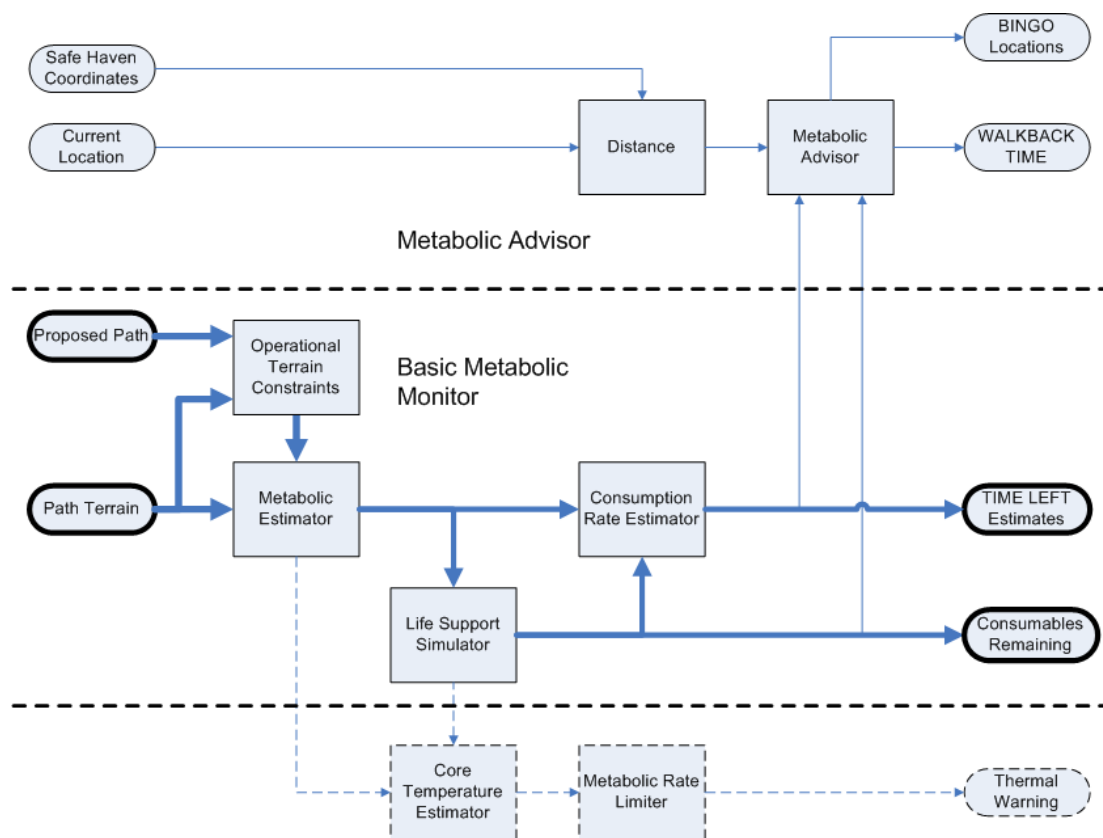 Safe Haven
Coordinates
BINGO
Locations
Current
Location
Distance
Metabolic
Advisor
WALKBACK
TIME
Metabolic Advisor
Proposed Path
Operational
Terrain
Constraints
Basic Metabolic
Monitor
Path Terrain
Metabolic
Estimator
Consumption
Rate Estimator
TIME LEFT
Estimates
Life Support
Simulator
Consumables
Remaining
Core
Temperature
Estimator
Metabolic Rate
Limiter
Thermal
Warning